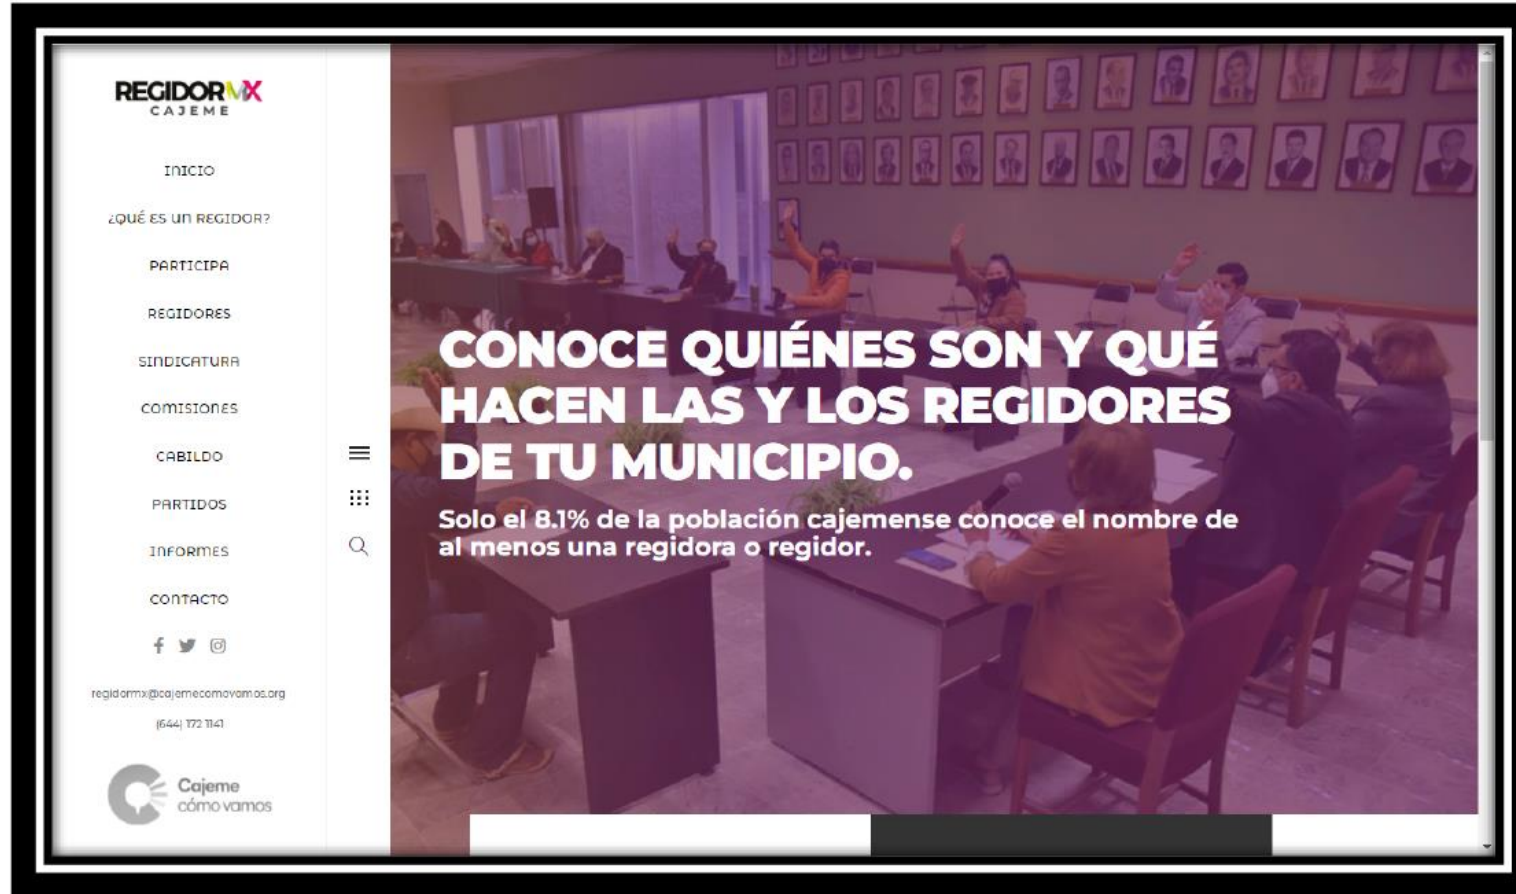 REGIDORMX
CAJEME
INICIO
¿QUÉ ES UN REGIDOR?
PARTICIPA
REGIDORES
SINDICATURA
COMISIONES
CABILDO
PARTIDOS
INFORMES
CONTACTO
regidormx@cajemecomovamos.org
(644) 172 1141
Cajeme
cómo vamos
CONOCE QUIÉNES SON Y QUÉ
HACEN LAS Y LOS REGIDORES
DE TU MUNICIPIO.
Solo el 8.1% de la población cajemense conoce el nombre de
al menos una regidora o regidor.